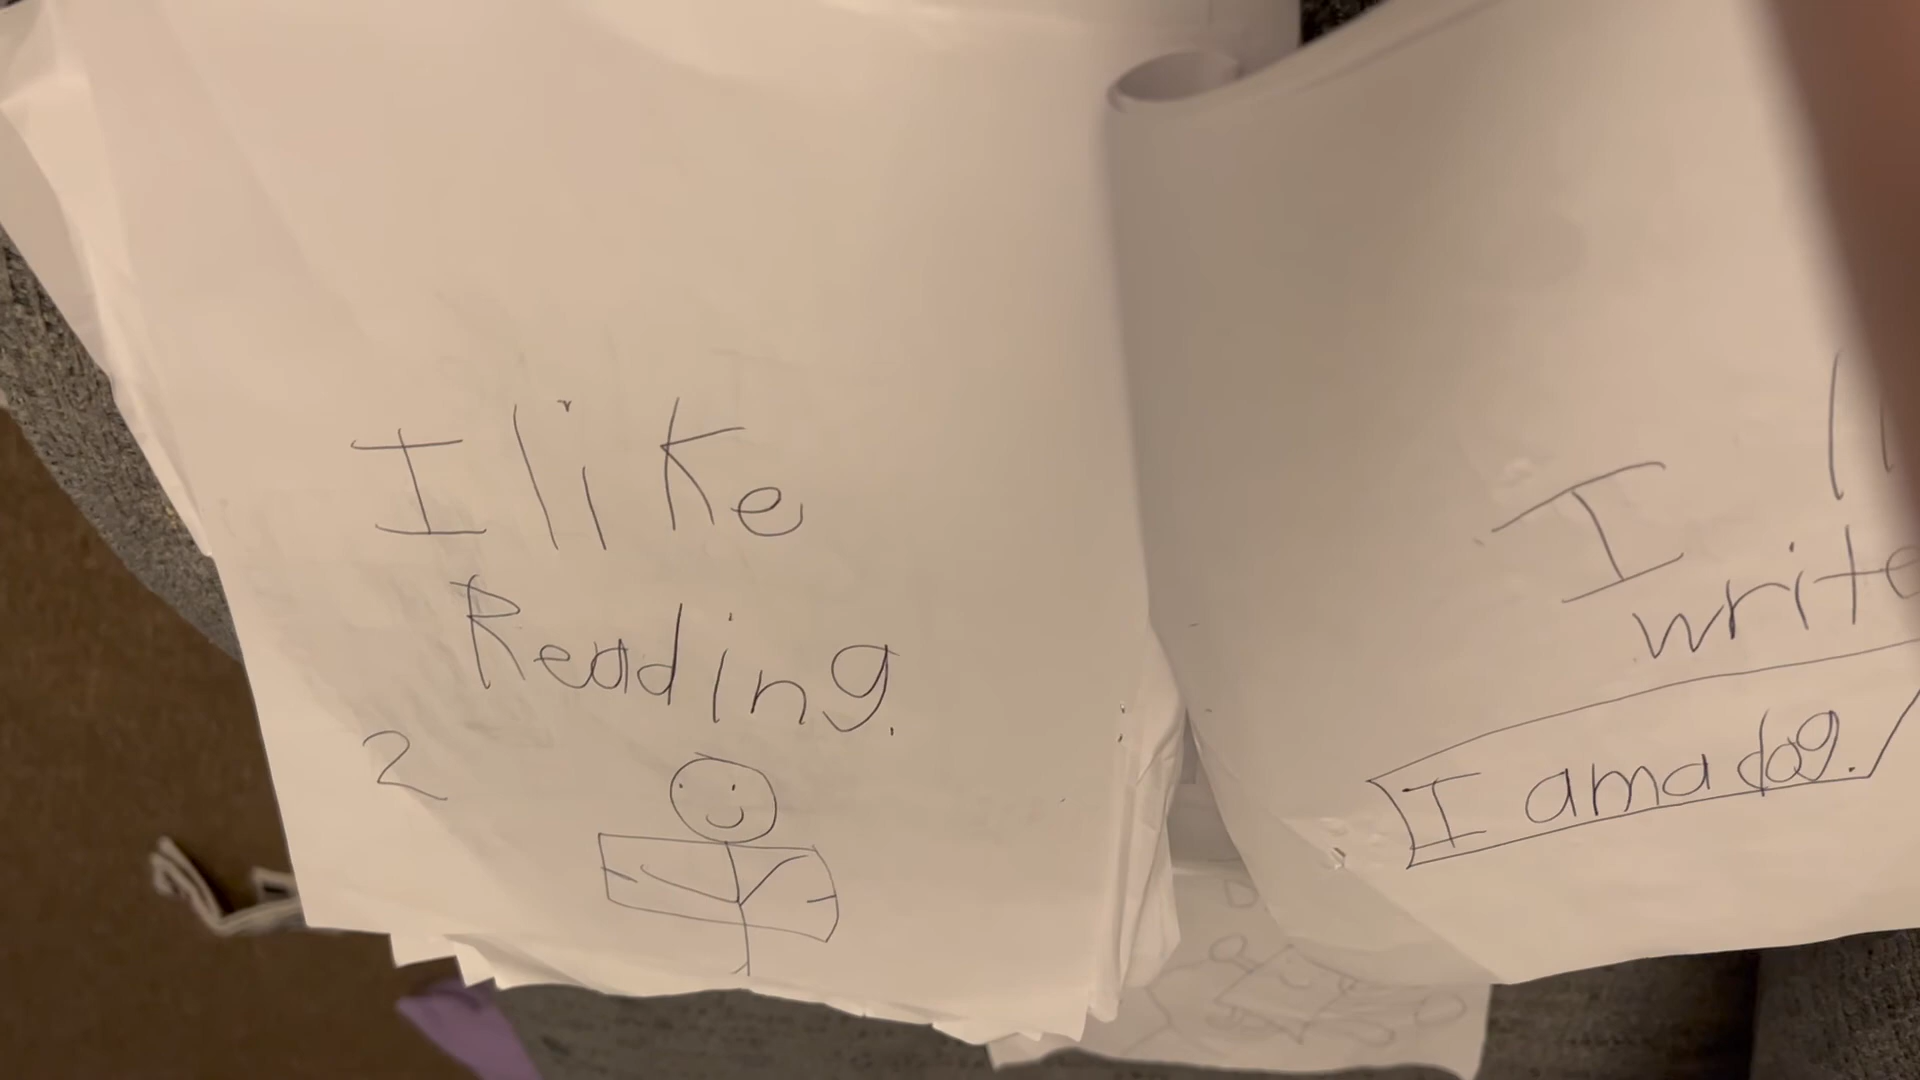 I like
Reading.
2
I
write
I am a dog.